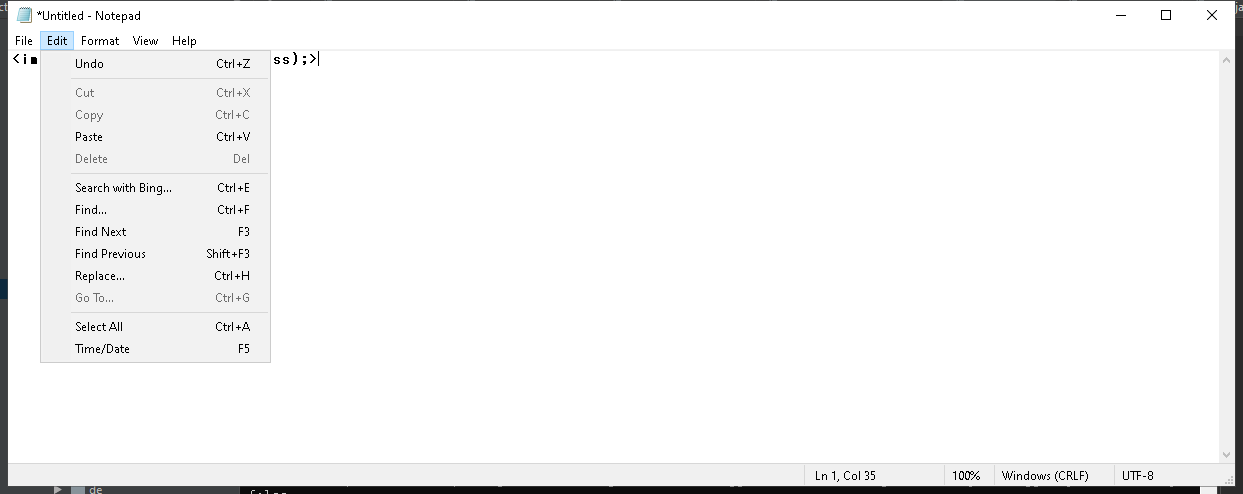 *Untitled - Notepad
File Edit Format View Help
<im ss);>
Undo Ctrl+Z
Cut Ctrl+X
Copy Ctrl+C
Paste Ctrl+V
Delete Del
Search with Bing... Ctrl+E
Find... Ctrl+F
Find Next F3
Find Previous Shift+F3
Replace... Ctrl+H
Go To... Ctrl+G
Select All Ctrl+A
Time/Date F5
Ln 1, Col 35 100% Windows (CRLF) UTF-8
de